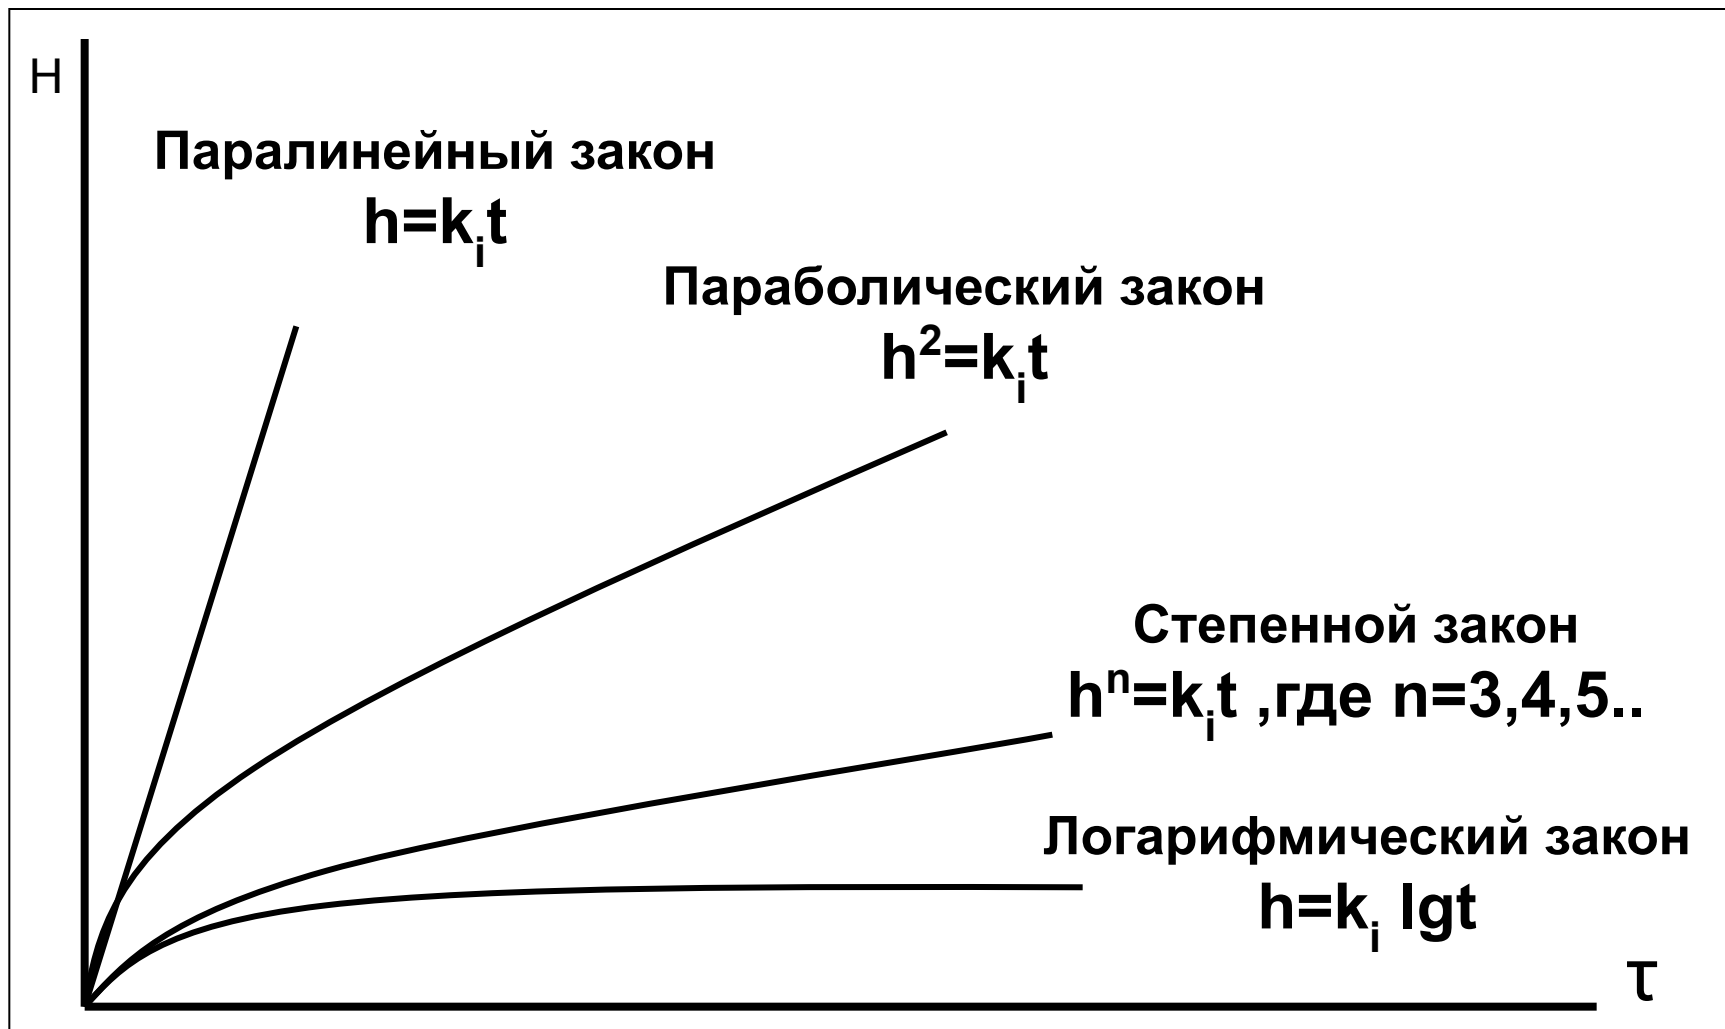 H
Паралинейный закон
h=kᵢt
Параболический закон
h²=kᵢt
Степенной закон
hⁿ=kᵢt ,где n=3,4,5..
Логарифмический закон
h=kᵢ lgt
τ